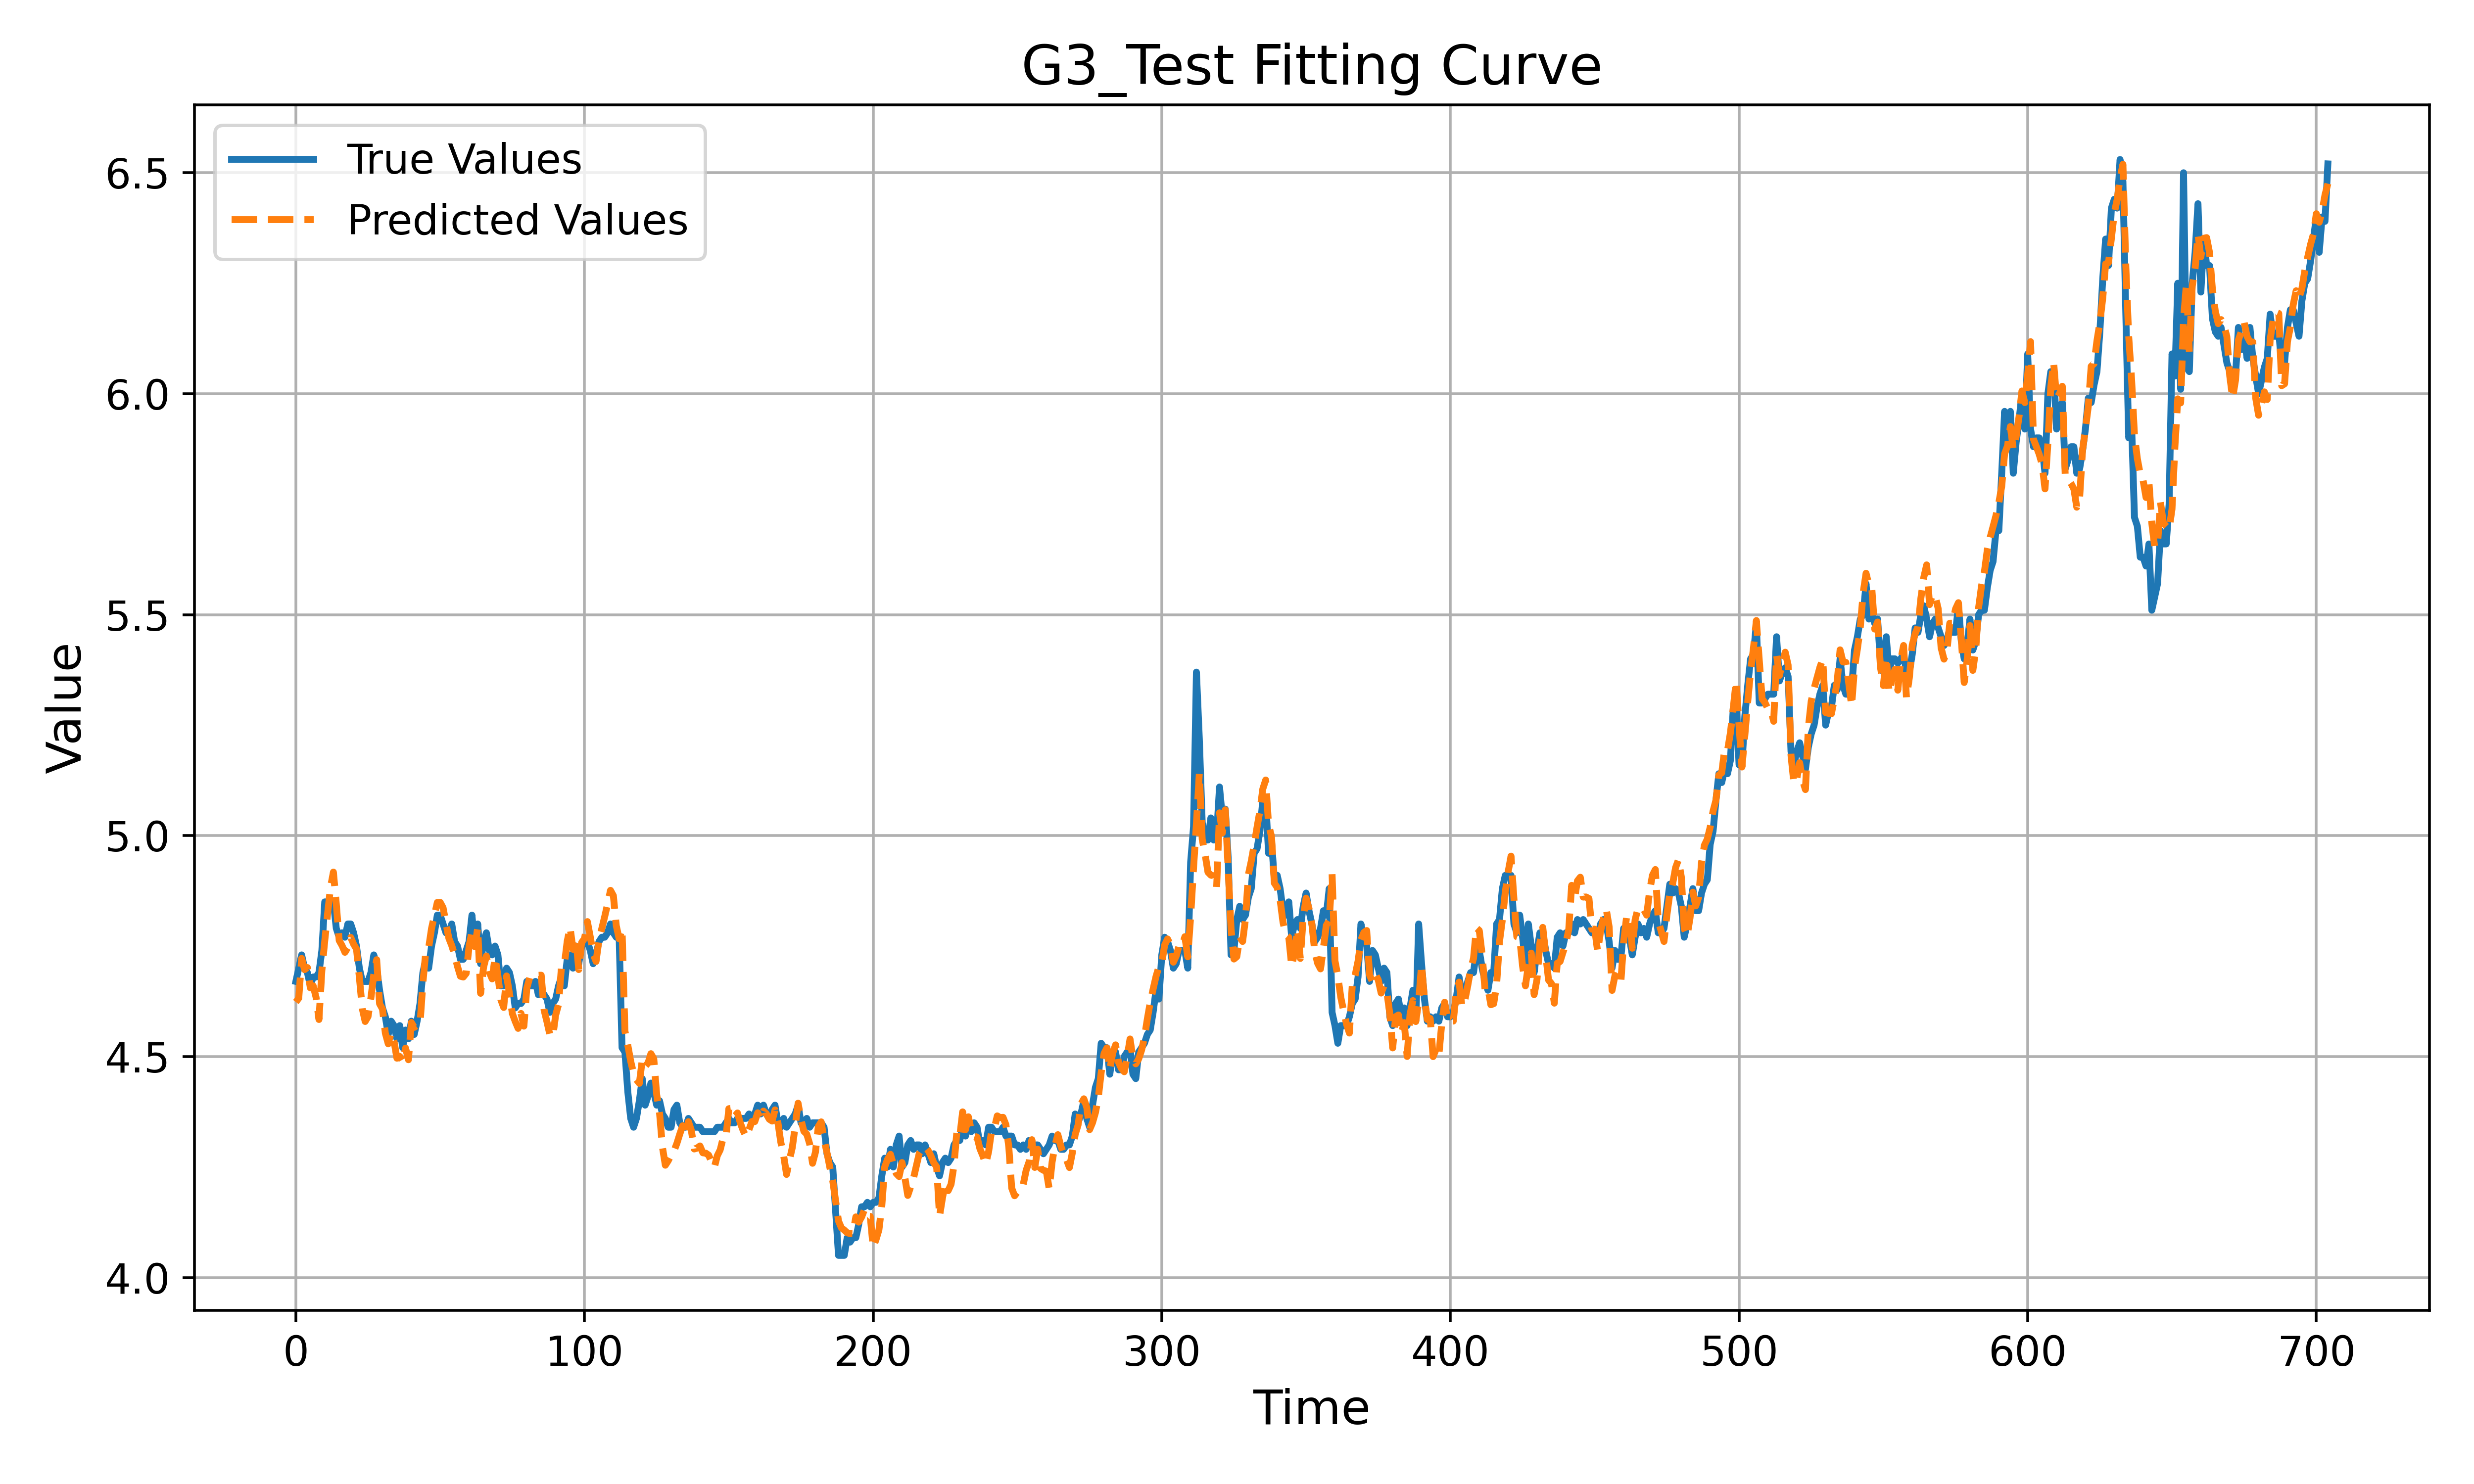 G3_Test Fitting Curve
True Values
Predicted Values
6.5
6.0
5.5
5.0
4.5
4.0
Value
0 100 200 300 400 500 600 700
Time